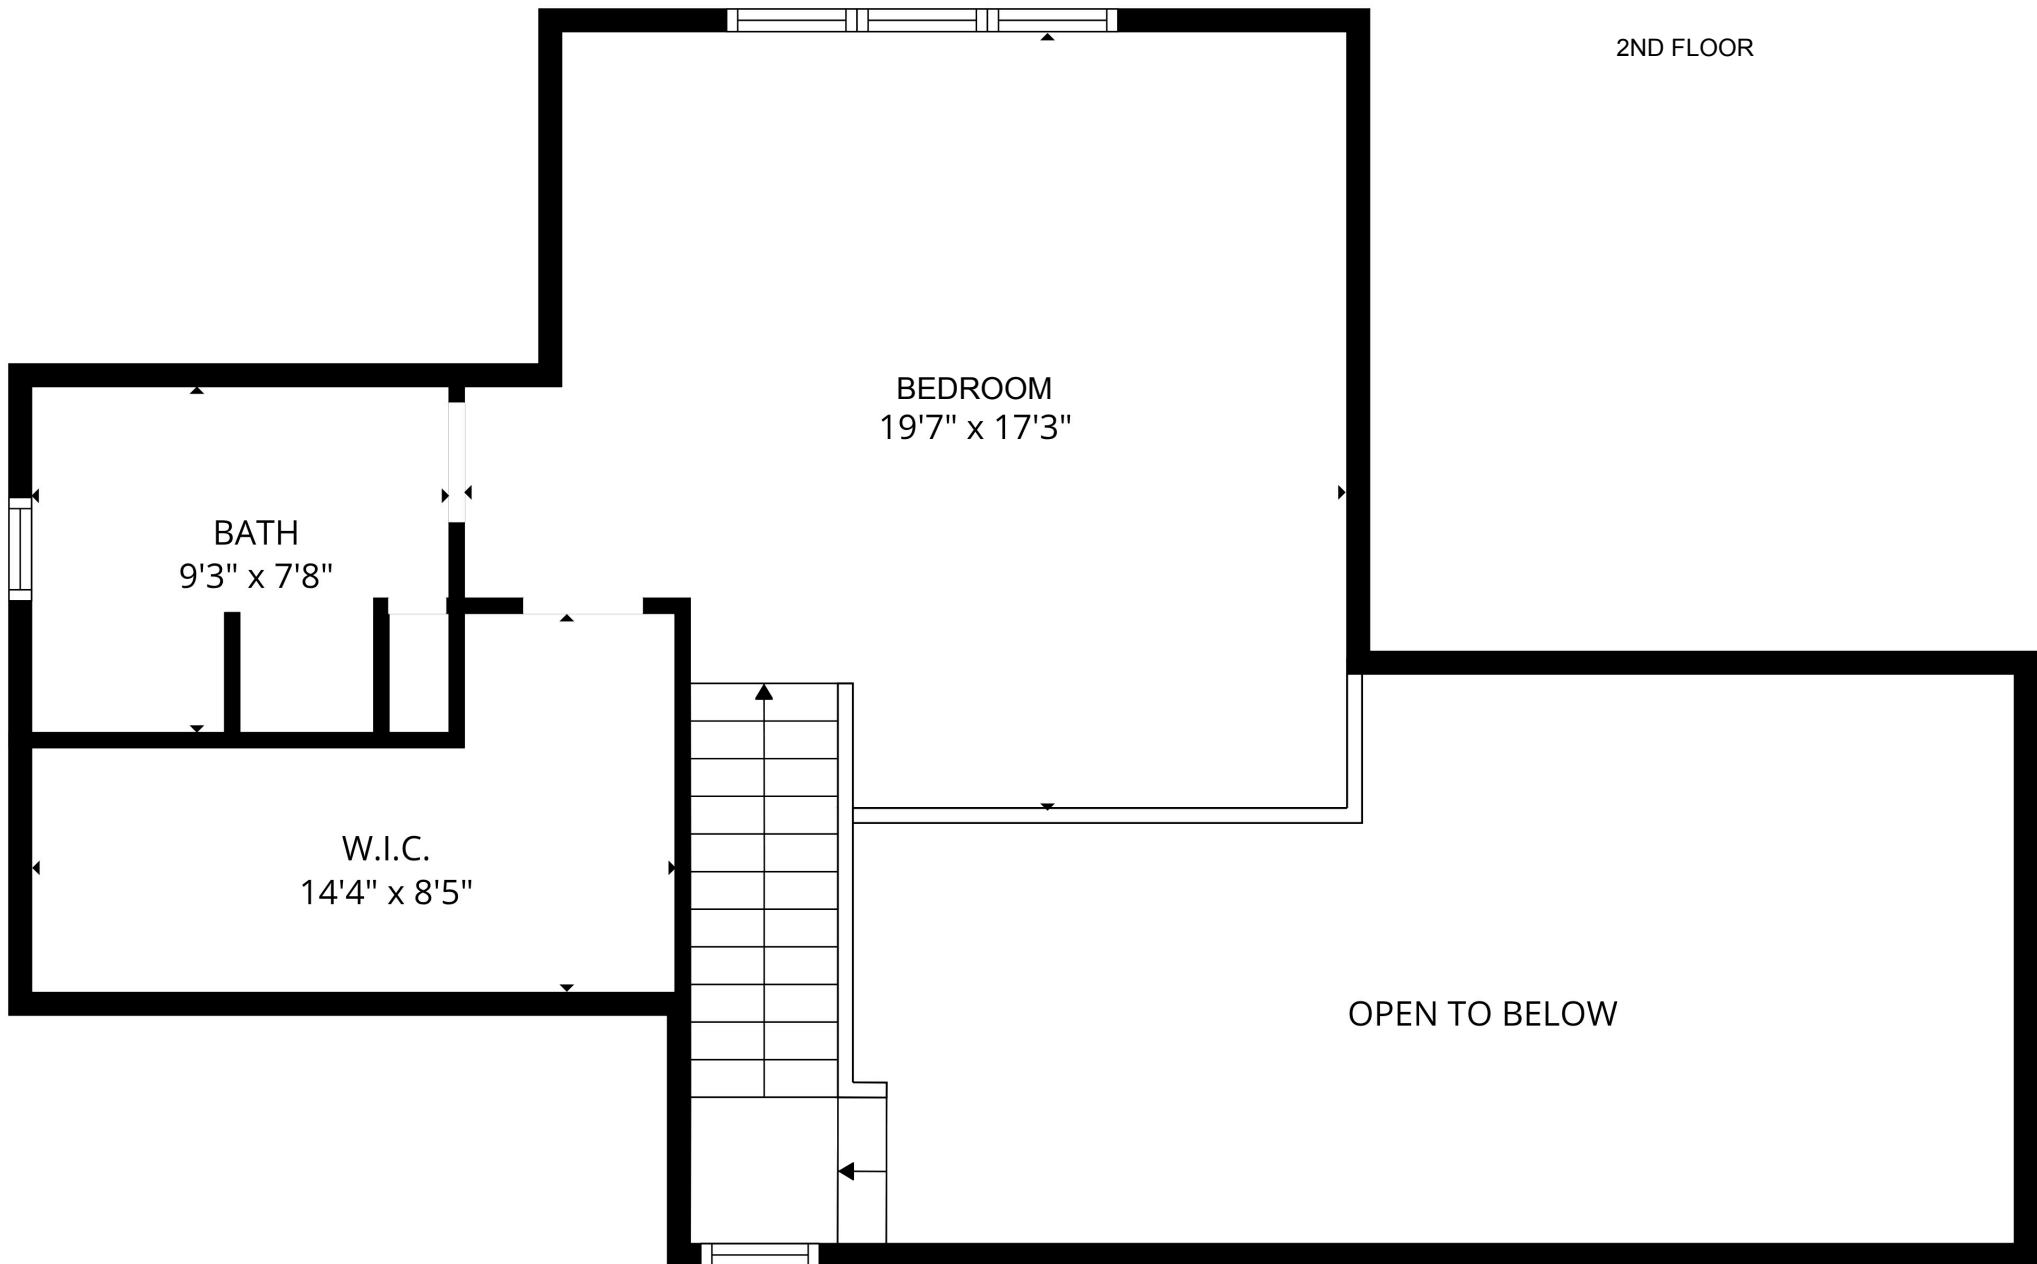 2ND FLOOR
BEDROOM
19'7" x 17'3"
BATH
9'3" x 7'8"
W.I.C.
14'4" x 8'5"
OPEN TO BELOW